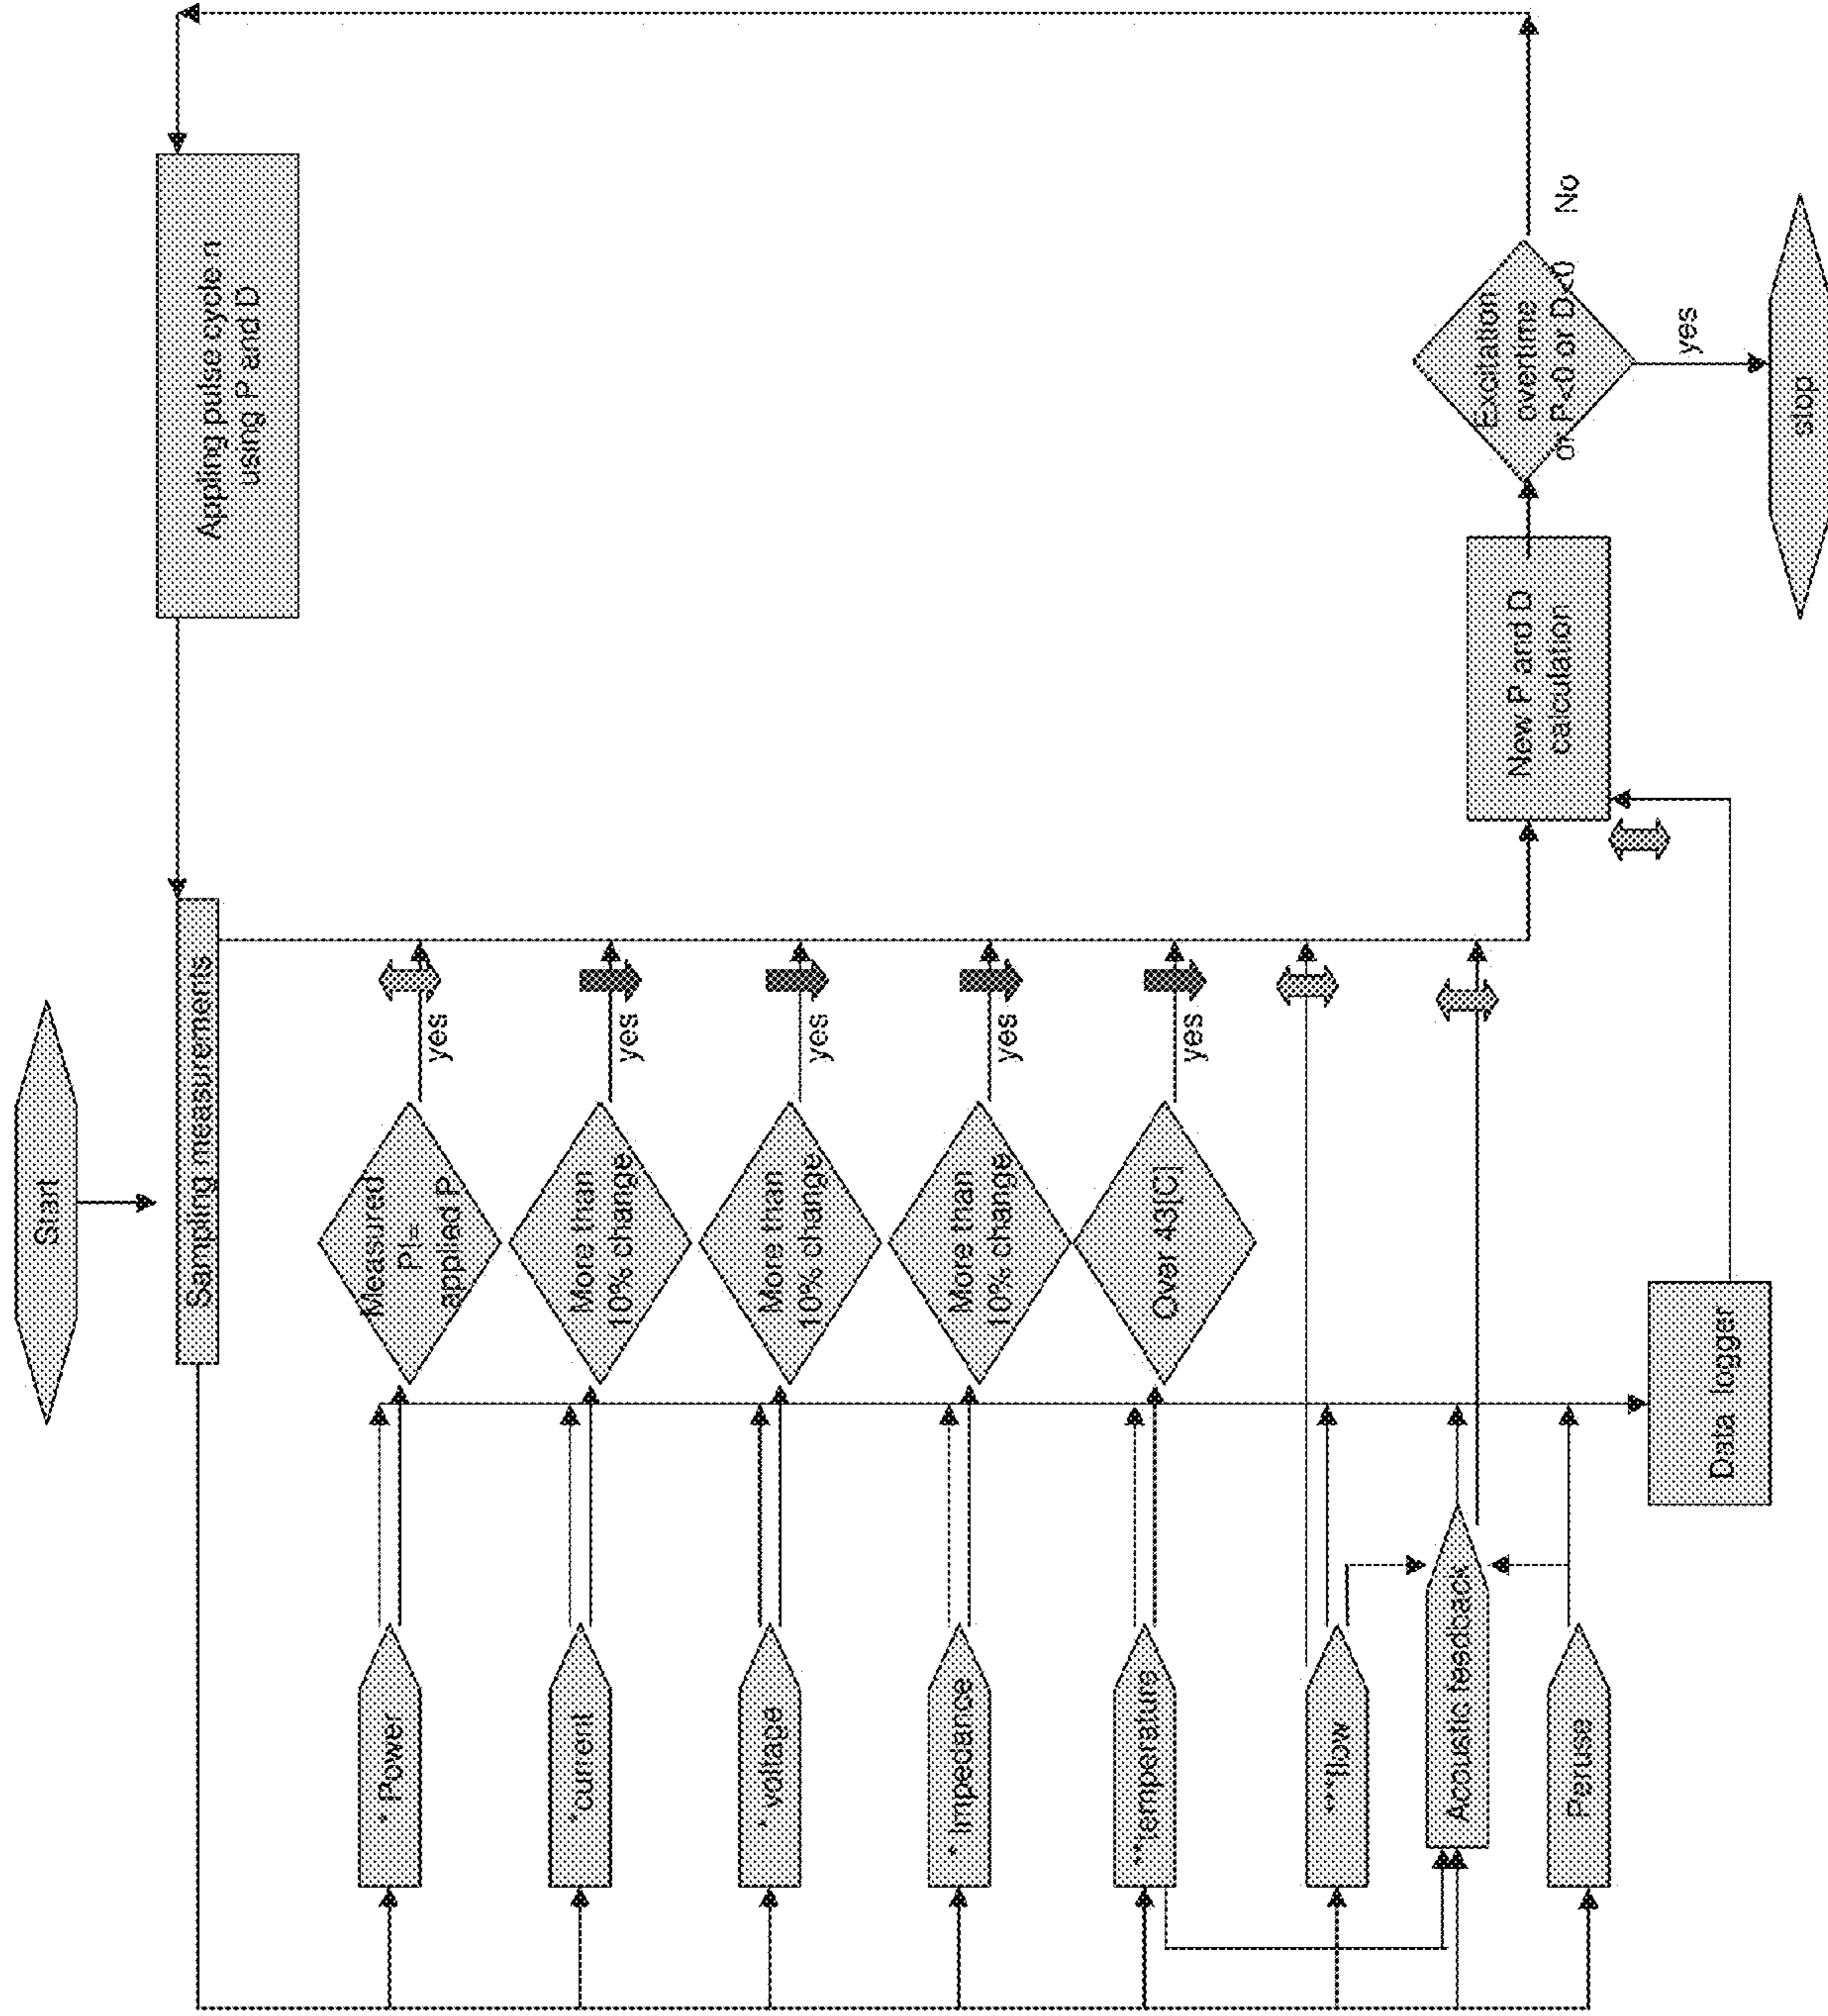 Start
Sampling measurements
Appling pulse cycle n
using P and D
* Power
Measured
P!=
applied P
yes
*current
More than
10% change
yes
* voltage
More than
10% change
yes
* Impedance
More than
10% change
yes
**Temperature
Over 43[C]
yes
**flow
Acoustic feedback
Peruse
Data logger
New P and D
calculation
Excitation
overtime
or P<0 or D<0
No
yes
stop